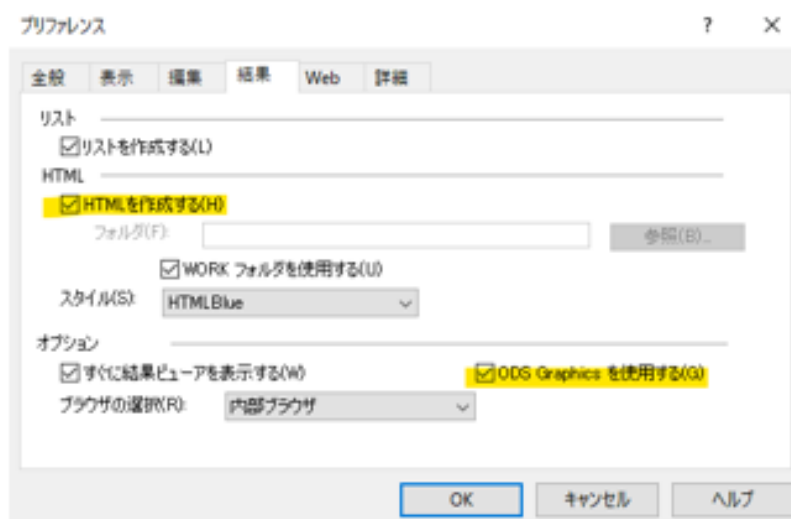 プリファレンス ? ×
全般 表示 編集 結果 Web 詳細
リスト
リストを作成する(L)
HTML
HTMLを作成する(H)
フォルダ(F): 参照(B)...
WORK フォルダを使用する(U)
スタイル(S): HTMLBlue
オプション
すぐに結果ビューアを表示する(W) ODS Graphics を使用する(G)
ブラウザの選択(R): 内部ブラウザ
OK キャンセル ヘルプ